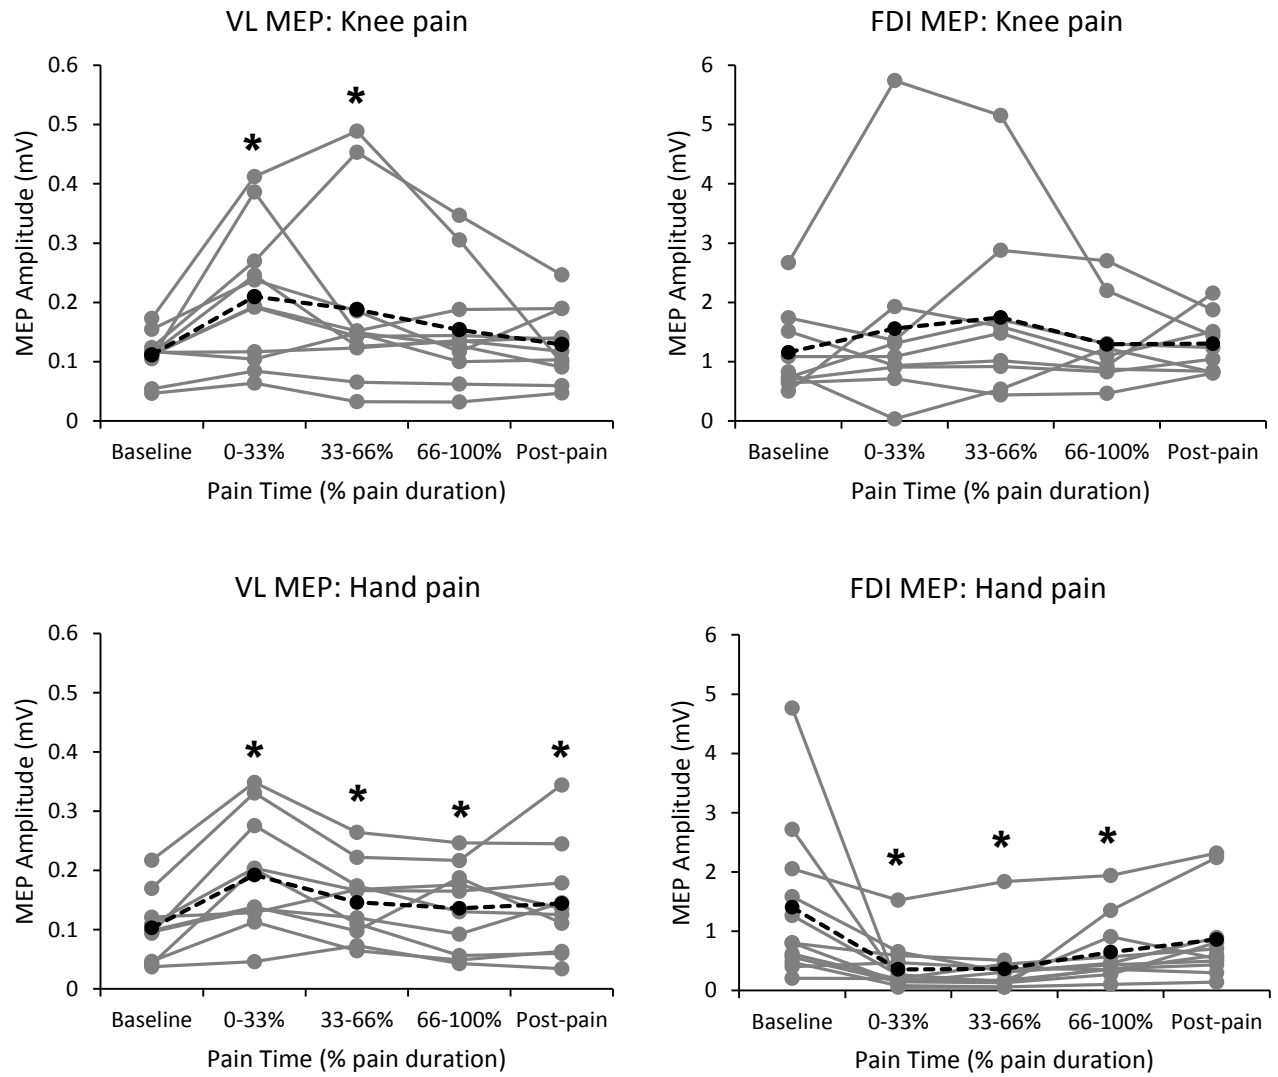 VL MEP: Knee pain
MEP Amplitude (mV)
0.6
0.5
0.4
0.3
0.2
0.1
0
*
*
Baseline 0-33% 33-66% 66-100% Post-pain
Pain Time (% pain duration)
FDI MEP: Knee pain
MEP Amplitude (mV)
6
5
4
3
2
1
0
Baseline 0-33% 33-66% 66-100% Post-pain
Pain Time (% pain duration)
VL MEP: Hand pain
MEP Amplitude (mV)
0.6
0.5
0.4
0.3
0.2
0.1
0
* * * *
Baseline 0-33% 33-66% 66-100% Post-pain
Pain Time (% pain duration)
FDI MEP: Hand pain
MEP Amplitude (mV)
6
5
4
3
2
1
0
* * *
Baseline 0-33% 33-66% 66-100% Post-pain
Pain Time (% pain duration)